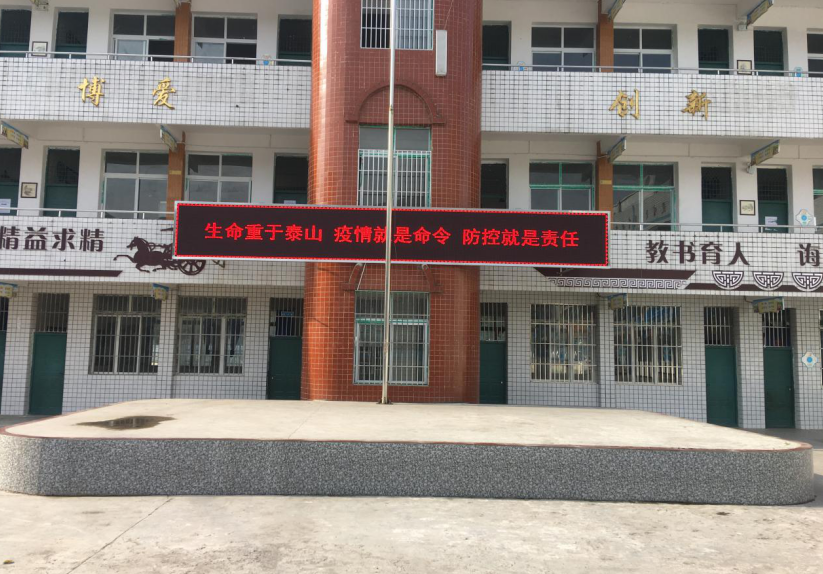 博爱 创新
生命重于泰山 疫情就是命令 防控就是责任
精益求精 教书育人 诲